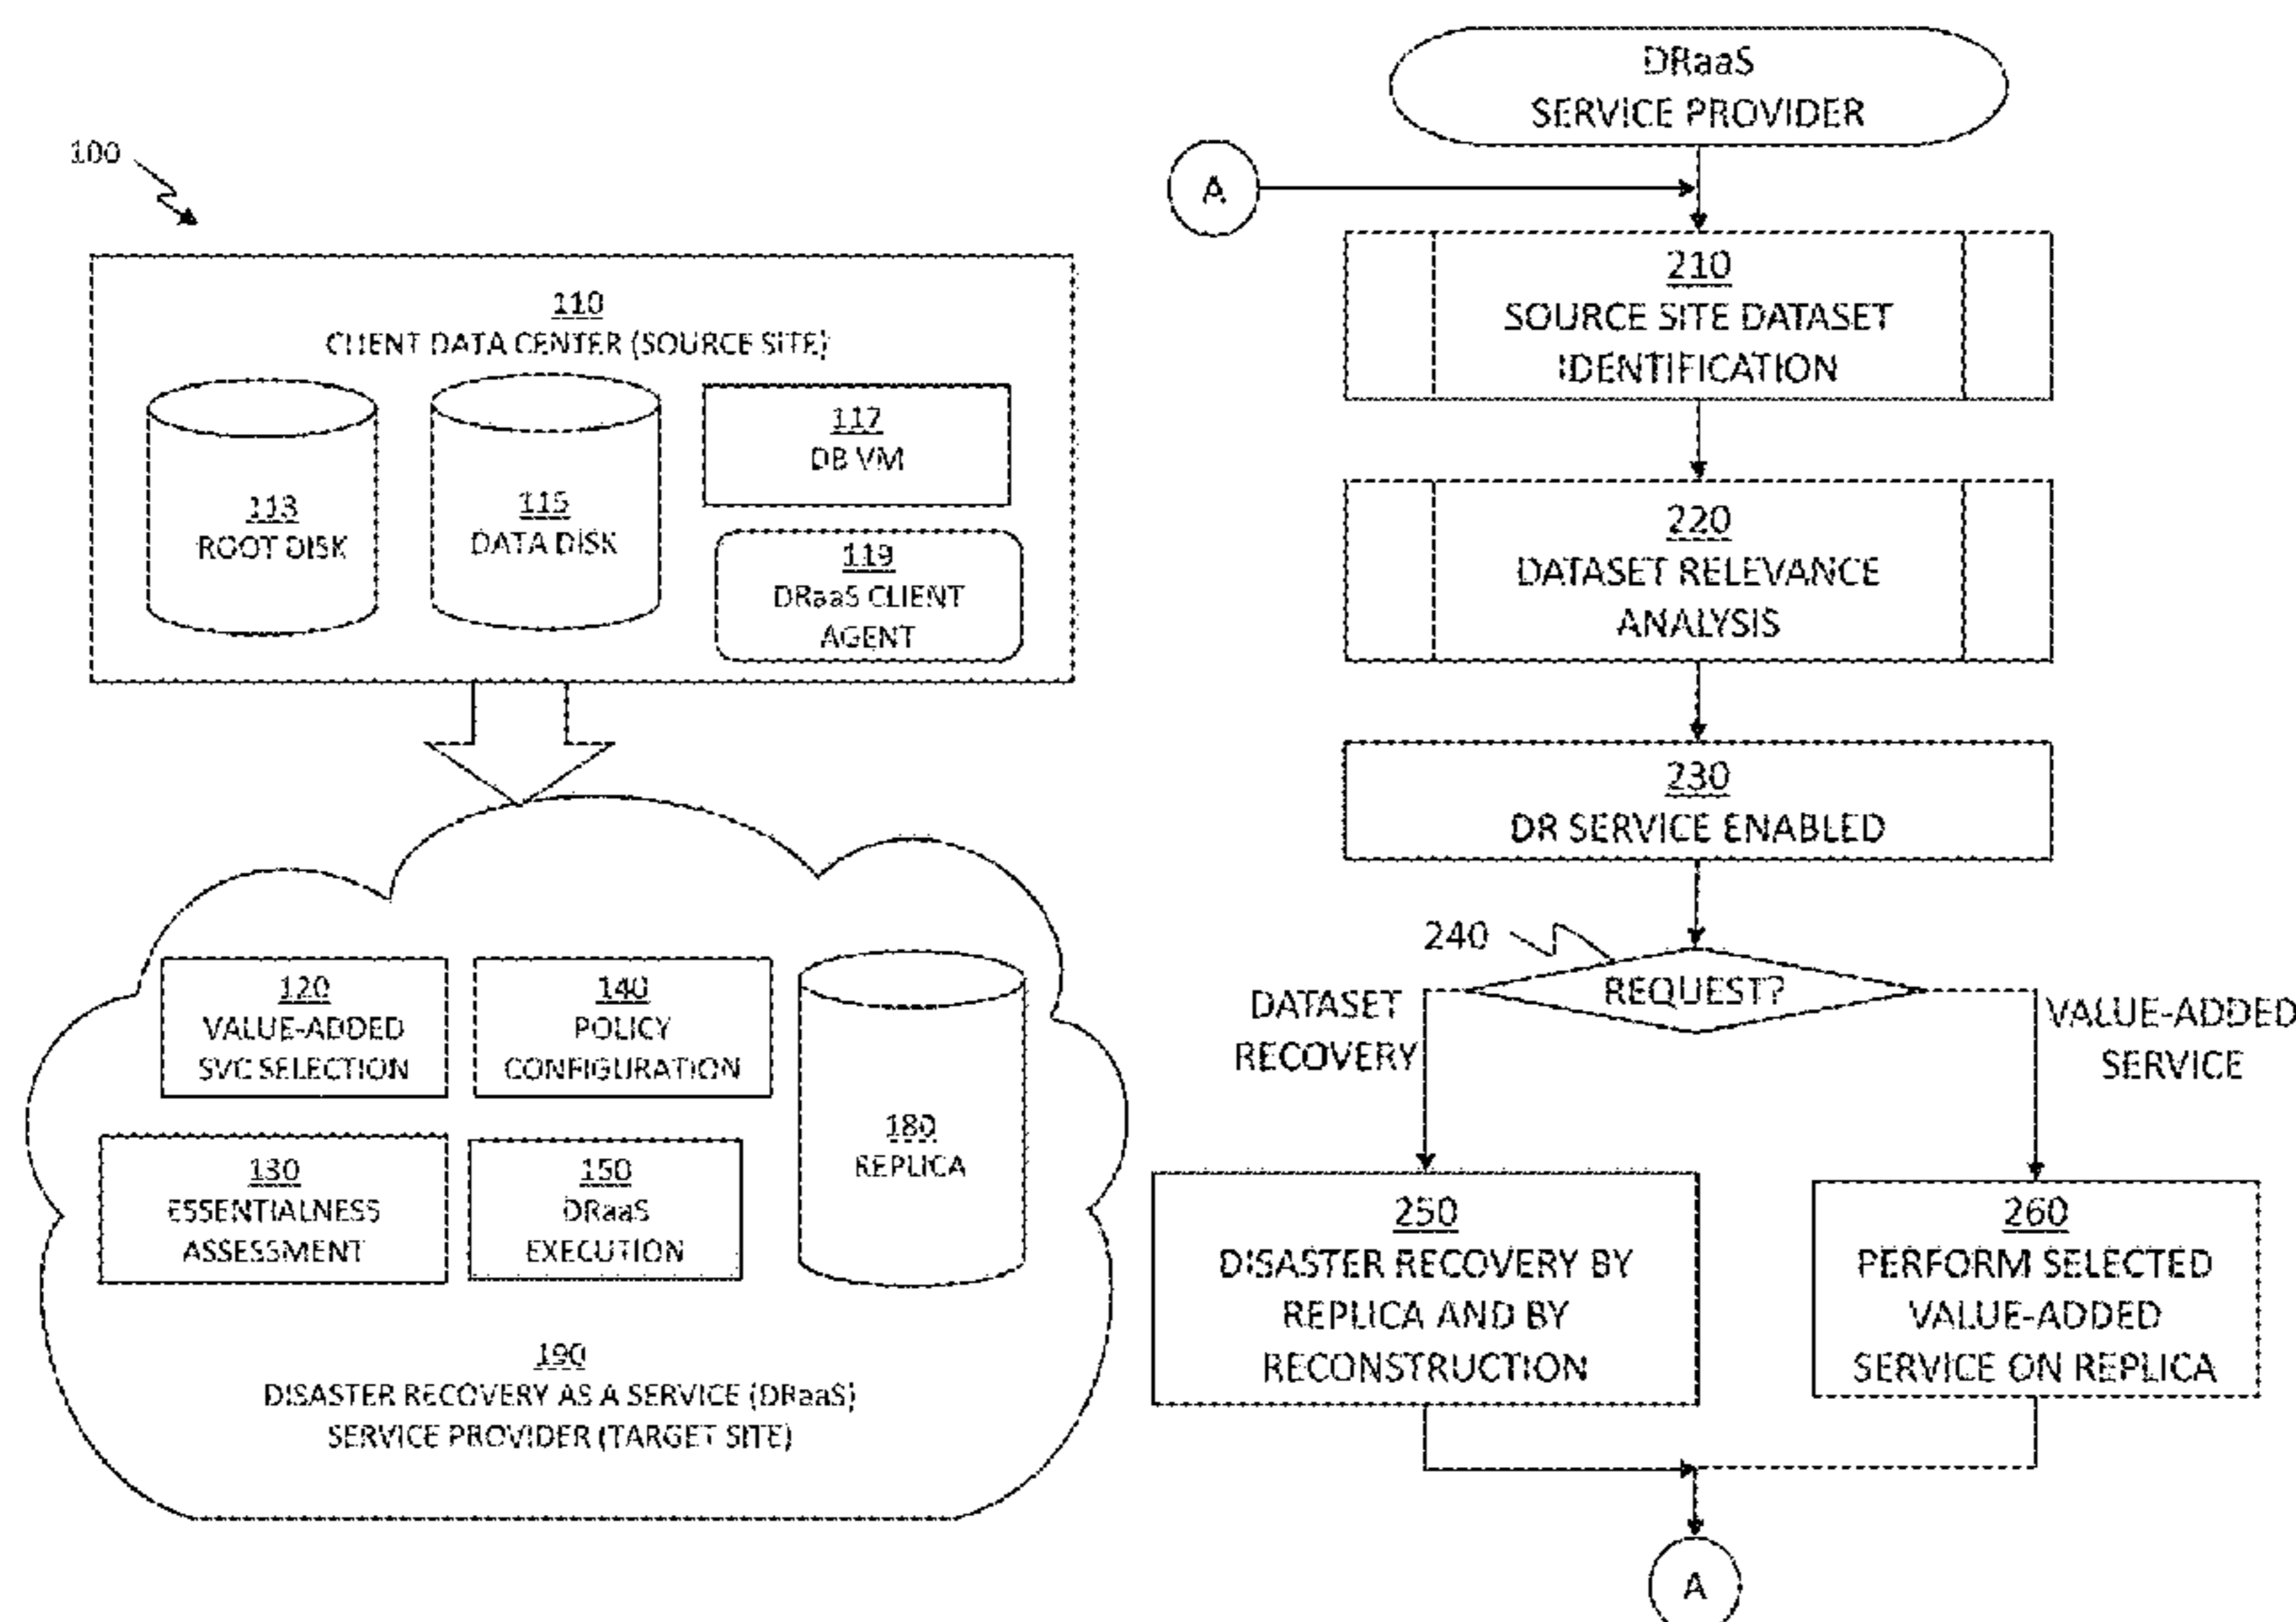 100
110
CLIENT DATA CENTER (SOURCE SITE)
113
ROOT DISK
115
DATA DISK
117
DB VM
119
DRaaS CLIENT
AGENT
120
VALUE-ADDED
SVC SELECTION
140
POLICY
CONFIGURATION
130
ESSENTIALNESS
ASSESSMENT
150
DRaaS
EXECUTION
180
REPLICA
190
DISASTER RECOVERY AS A SERVICE (DRaaS)
SERVICE PROVIDER (TARGET SITE)
DRaaS
SERVICE PROVIDER
A
210
SOURCE SITE DATASET
IDENTIFICATION
220
DATASET RELEVANCE
ANALYSIS
230
DR SERVICE ENABLED
240
REQUEST?
DATASET
RECOVERY
VALUE-ADDED
SERVICE
250
DISASTER RECOVERY BY
REPLICA AND BY
RECONSTRUCTION
260
PERFORM SELECTED
VALUE-ADDED
SERVICE ON REPLICA
A